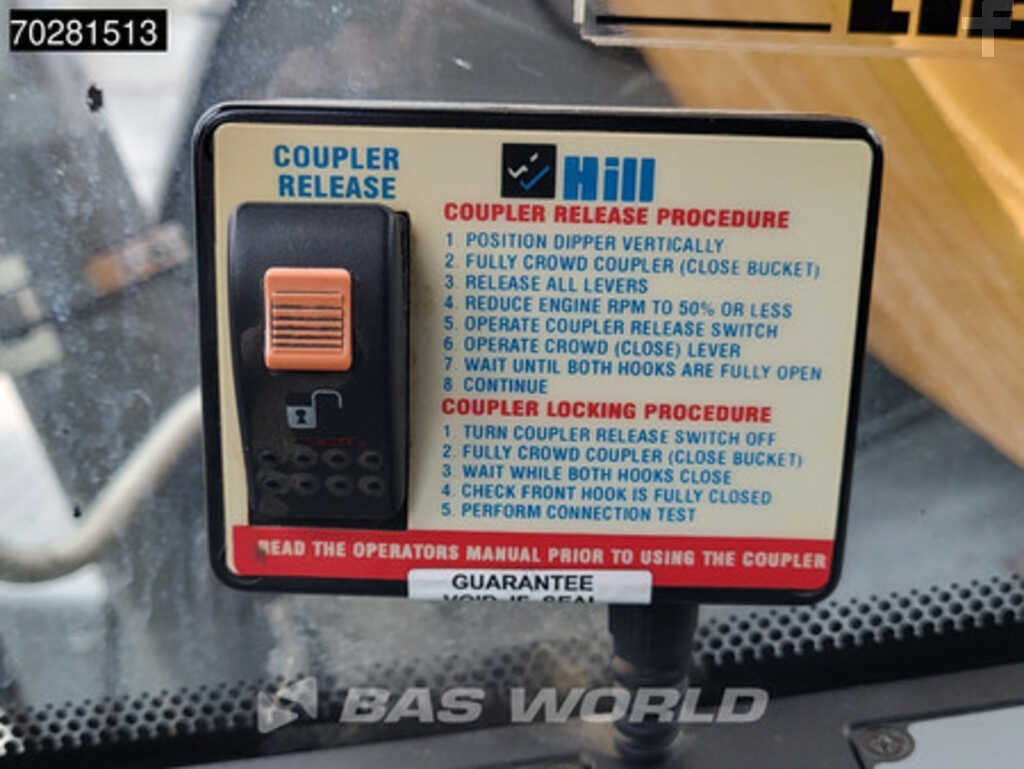 70281513
COUPLER
RELEASE
Hill
COUPLER RELEASE PROCEDURE
1 POSITION DIPPER VERTICALLY
2. FULLY CROWD COUPLER (CLOSE BUCKET)
3. RELEASE ALL LEVERS
4. REDUCE ENGINE RPM TO 50% OR LESS
5. OPERATE COUPLER RELEASE SWITCH
6. OPERATE CROWD (CLOSE) LEVER
7. WAIT UNTIL BOTH HOOKS ARE FULLY OPEN
8 CONTINUE
COUPLER LOCKING PROCEDURE
1 TURN COUPLER RELEASE SWITCH OFF
2. FULLY CROWD COUPLER (CLOSE BUCKET)
3. WAIT WHILE BOTH HOOKS CLOSE
4. CHECK FRONT HOOK IS FULLY CLOSED
5. PERFORM CONNECTION TEST
READ THE OPERATORS MANUAL PRIOR TO USING THE COUPLER
GUARANTEE
VOID IF SEAL
BAS WORLD